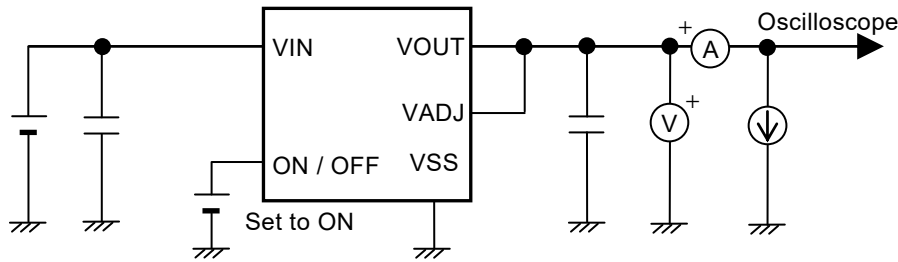 Oscilloscope
VIN
VOUT
+
A
VADJ
V
+
ON / OFF
VSS
Set to ON